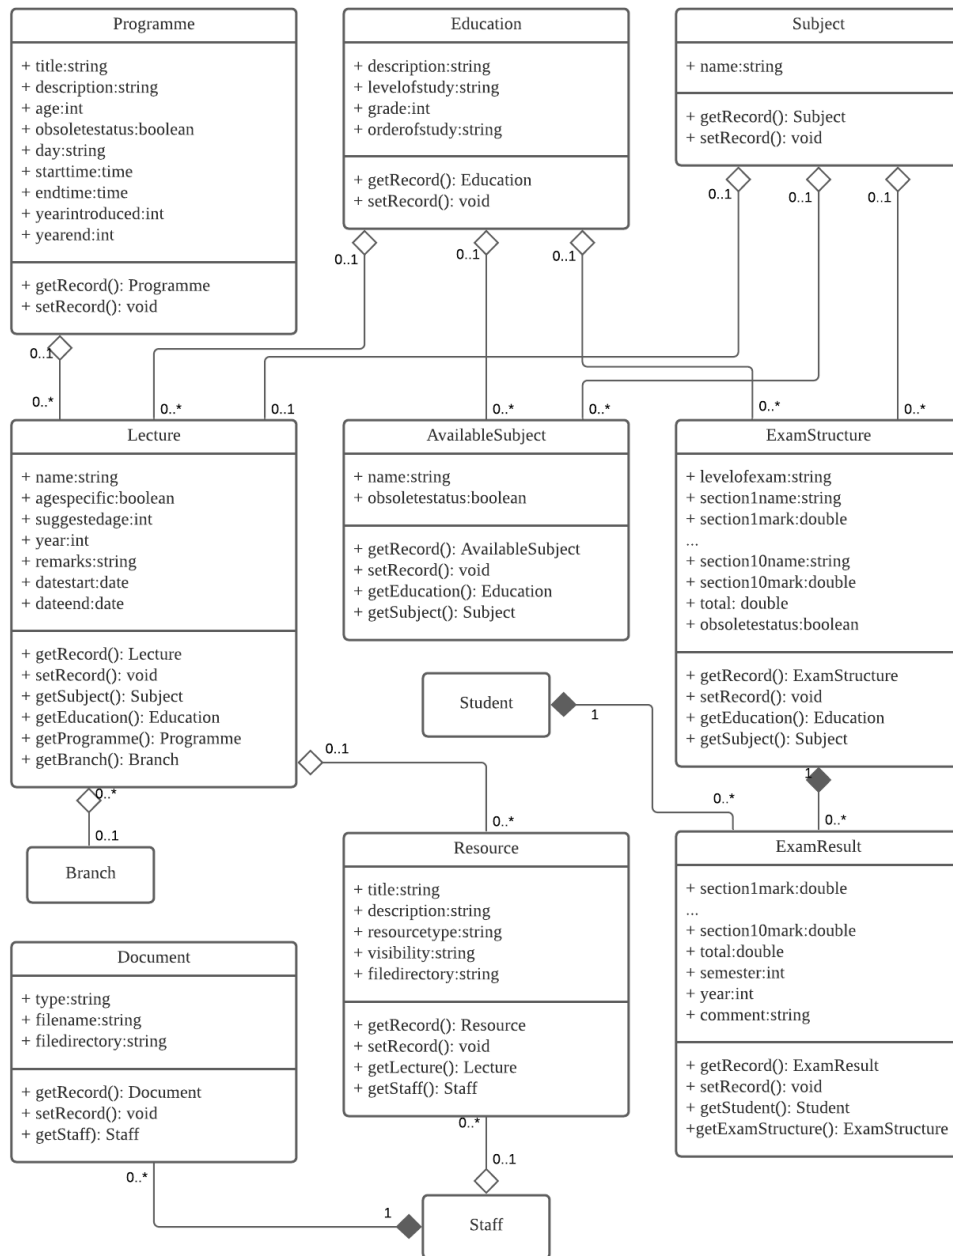 Programme
+ title:string
+ description:string
+ age:int
+ obsoletestatus:boolean
+ day:string
+ starttime:time
+ endtime:time
+ yearintroduced:int
+ yearend:int
+ getRecord(): Programme
+ setRecord(): void
Education
+ description:string
+ levelofstudy:string
+ grade:int
+ orderofstudy:string
+ getRecord(): Education
+ setRecord(): void
Subject
+ name:string
+ getRecord(): Subject
+ setRecord(): void
0..1
0..1
0..1
0..1
0..1
0..1
0..1
0..*
0..*
0..1
0..*
0..*
0..*
0..*
Lecture
+ name:string
+ agespecific:boolean
+ suggestedage:int
+ year:int
+ remarks:string
+ datestart:date
+ dateend:date
+ getRecord(): Lecture
+ setRecord(): void
+ getSubject(): Subject
+ getEducation(): Education
+ getProgramme(): Programme
+ getBranch(): Branch
AvailableSubject
+ name:string
+ obsoletestatus:boolean
+ getRecord(): AvailableSubject
+ setRecord(): void
+ getEducation(): Education
+ getSubject(): Subject
ExamStructure
+ levelofexam:string
+ section1name:string
+ section1mark:double
...
+ section10name:string
+ section10mark:double
+ total: double
+ obsoletestatus:boolean
+ getRecord(): ExamStructure
+ setRecord(): void
+ getEducation(): Education
+ getSubject(): Subject
Student
1
0..1
0..*
0..1
Branch
0..*
0..*
1
0..*
Resource
+ title:string
+ description:string
+ resourcetype:string
+ visibility:string
+ filedirectory:string
+ getRecord(): Resource
+ setRecord(): void
+ getLecture(): Lecture
+ getStaff(): Staff
ExamResult
+ section1mark:double
...
+ section10mark:double
+ total:double
+ semester:int
+ year:int
+ comment:string
+ getRecord(): ExamResult
+ setRecord(): void
+ getStudent(): Student
+getExamStructure(): ExamStructure
Document
+ type:string
+ filename:string
+ filedirectory:string
+ getRecord(): Document
+ setRecord(): void
+ getStaff): Staff
0..*
0..1
0..*
1
Staff